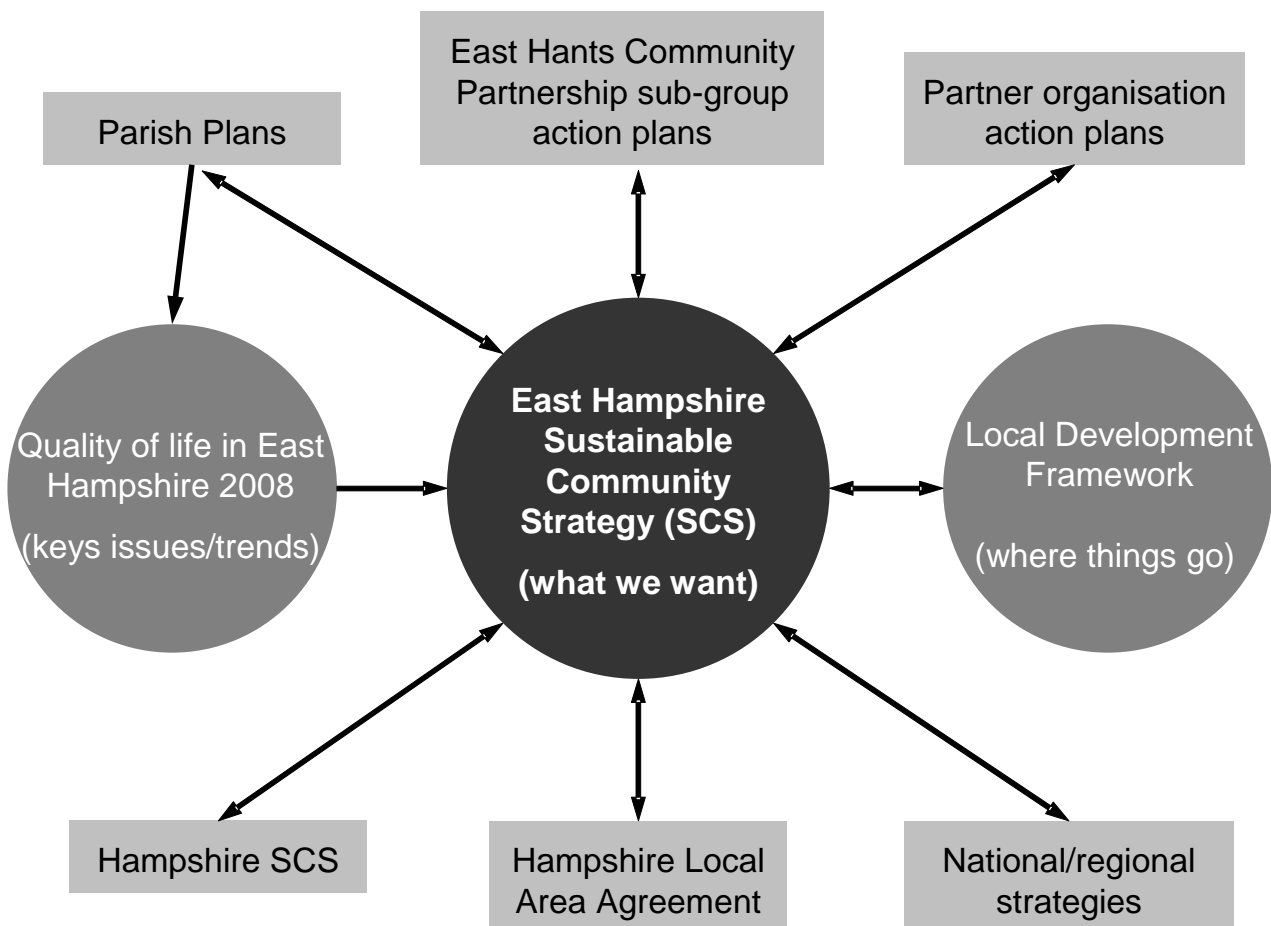 Parish Plans
East Hants Community
Partnership sub-group
action plans
Partner organisation
action plans
Quality of life in East
Hampshire 2008
(keys issues/trends)
East Hampshire
Sustainable
Community
Strategy (SCS)
(what we want)
Local Development
Framework
(where things go)
Hampshire SCS
Hampshire Local
Area Agreement
National/regional
strategies